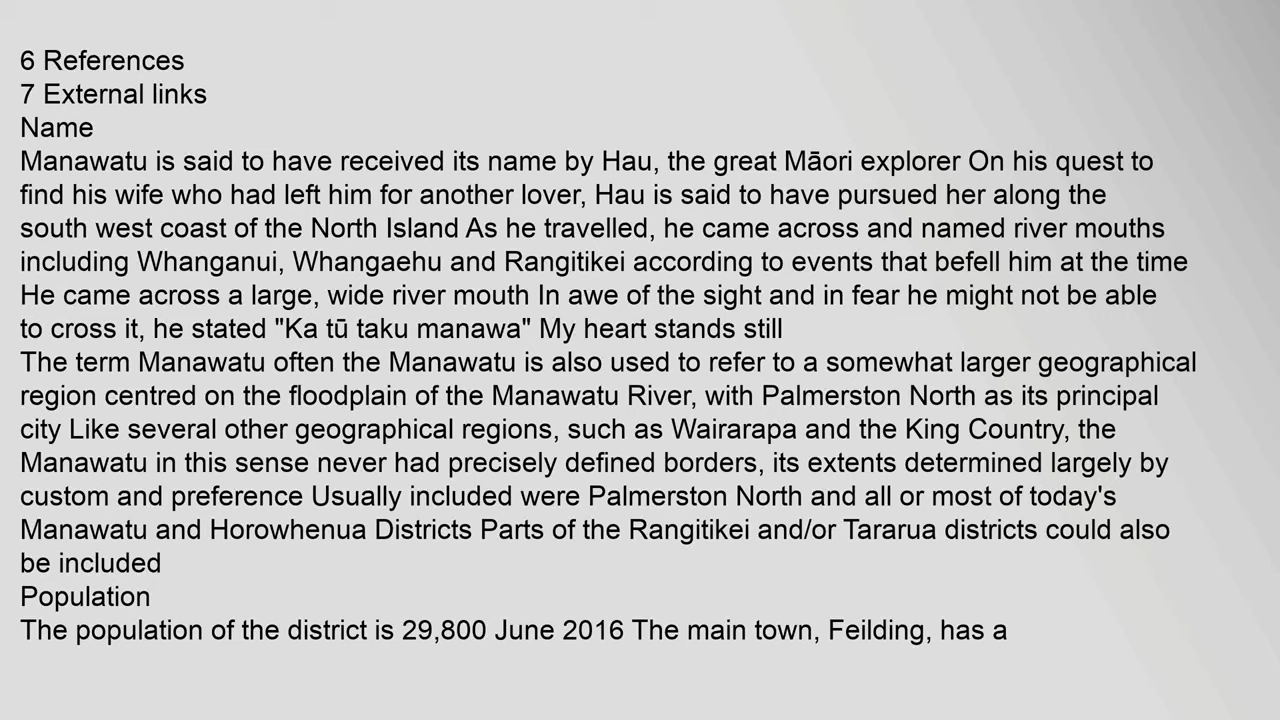 6 References
7 External links
Name
Manawatu is said to have received its name by Hau, the great Māori explorer On his quest to
find his wife who had left him for another lover, Hau is said to have pursued her along the
south west coast of the North Island As he travelled, he came across and named river mouths
including Whanganui, Whangaehu and Rangitikei according to events that befell him at the time
He came across a large, wide river mouth In awe of the sight and in fear he might not be able
to cross it, he stated "Ka tū taku manawa" My heart stands still
The term Manawatu often the Manawatu is also used to refer to a somewhat larger geographical
region centred on the floodplain of the Manawatu River, with Palmerston North as its principal
city Like several other geographical regions, such as Wairarapa and the King Country, the
Manawatu in this sense never had precisely defined borders, its extents determined largely by
custom and preference Usually included were Palmerston North and all or most of today's
Manawatu and Horowhenua Districts Parts of the Rangitikei and/or Tararua districts could also
be included
Population
The population of the district is 29,800 June 2016 The main town, Feilding, has a